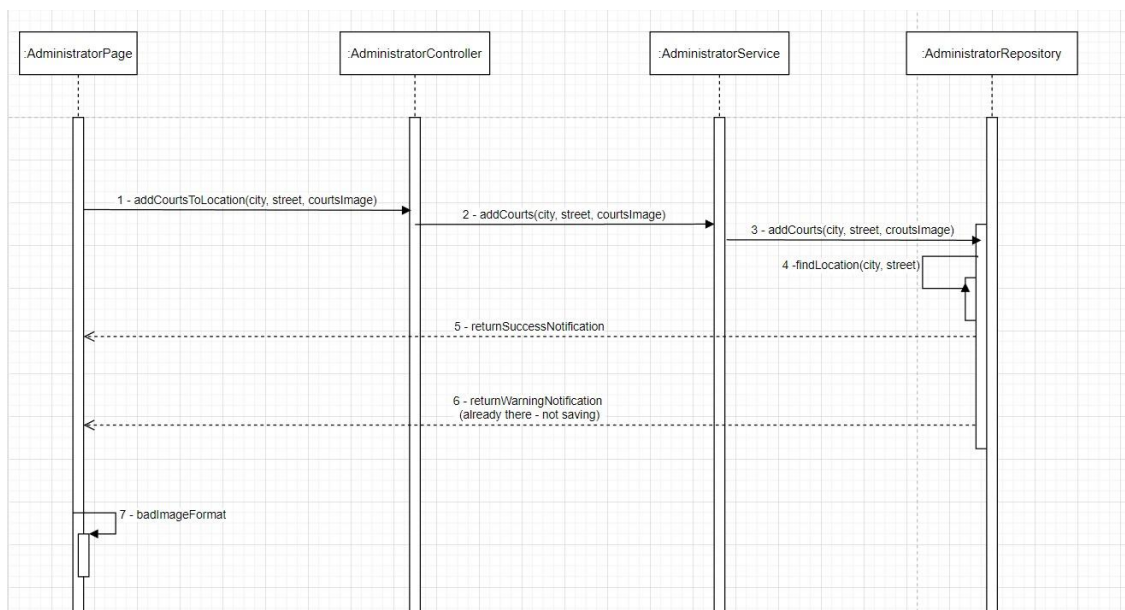 :AdministratorPage
:AdministratorController
:AdministratorService
:AdministratorRepository
1 - addCourtsToLocation(city, street, courtsImage)
2 - addCourts(city, street, courtsImage)
3 - addCourts(city, street, croutsImage)
4 -findLocation(city, street)
5 - returnSuccessNotification
6 - returnWarningNotification
(already there - not saving)
7 - badImageFormat